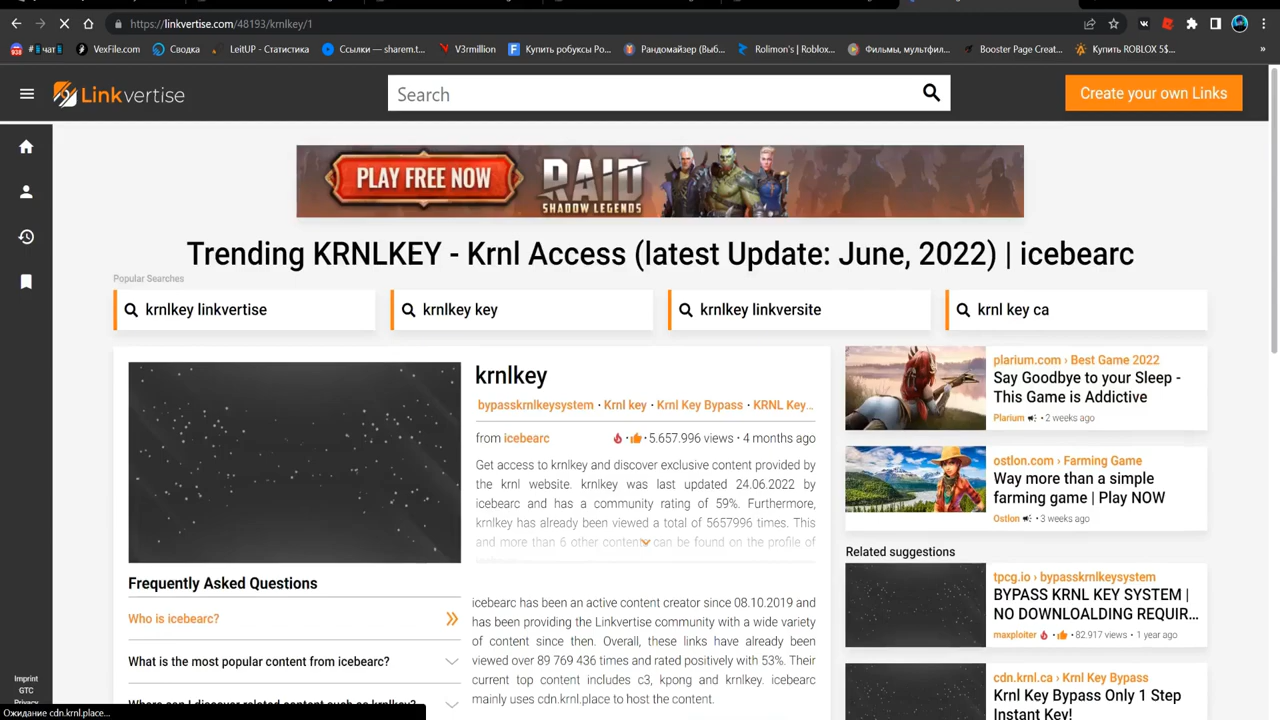 https://linkvertise.com/48193/krnlkey/1
VexFile.com
Сводка
LeitUP - Статистика
Ссылки — sharem.t...
V3rmillion
Купить робуксы Ро...
Рандомайзер (Выб...
Rolimon's | Roblox...
Фильмы, мультфил...
Booster Page Creat...
Купить ROBLOX 5$...
»
Linkvertise
Search
Create your own Links
PLAY FREE NOW
RAID
SHADOW LEGENDS
Trending KRNLKEY - Krnl Access (latest Update: June, 2022) | icebearc
Popular Searches
krnlkey linkvertise
krnlkey key
krnlkey linkversite
krnl key ca
krnlkey
bypasskrnlkeysystem · Krnl key · Krnl Key Bypass · KRNL Key...
from icebearc
5.657.996 views · 4 months ago
Get access to krnlkey and discover exclusive content provided by
the krnl website. krnlkey was last updated 24.06.2022 by
icebearc and has a community rating of 59%. Furthermore,
krnlkey has already been viewed a total of 5657996 times. This
and more than 6 other contents can be found on the profile of
Frequently Asked Questions
Who is icebearc?
What is the most popular content from icebearc?
Where can I discover related content such as krnlkey?
icebearc has been an active content creator since 08.10.2019 and
has been providing the Linkvertise community with a wide variety
of content since then. Overall, these links have already been
viewed over 89 769 436 times and rated positively with 53%. Their
current top content includes c3, kpong and krnlkey. icebearc
mainly uses cdn.krnl.place to host the content.
plarium.com › Best Game 2022
Say Goodbye to your Sleep -
This Game is Addictive
Plarium · 2 weeks ago
ostlon.com › Farming Game
Way more than a simple
farming game | Play NOW
Ostlon · 3 weeks ago
Related suggestions
tpcg.io › bypasskrnlkeysystem
BYPASS KRNL KEY SYSTEM |
NO DOWNLOALDING REQUIR...
maxploiter · 82.917 views · 1 year ago
cdn.krnl.ca › Krnl Key Bypass
Krnl Key Bypass Only 1 Step
Instant Key!
Imprint
GTC
Privacy
Ожидание cdn.krnl.place...